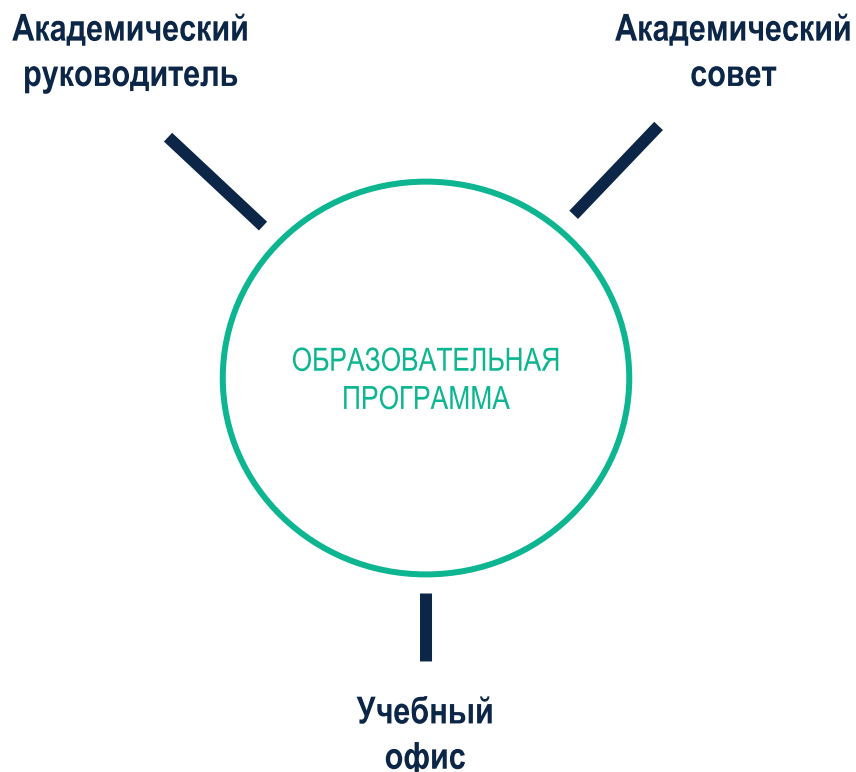 Академический
руководитель
Академический
совет
ОБРАЗОВАТЕЛЬНАЯ
ПРОГРАММА
Учебный
офис